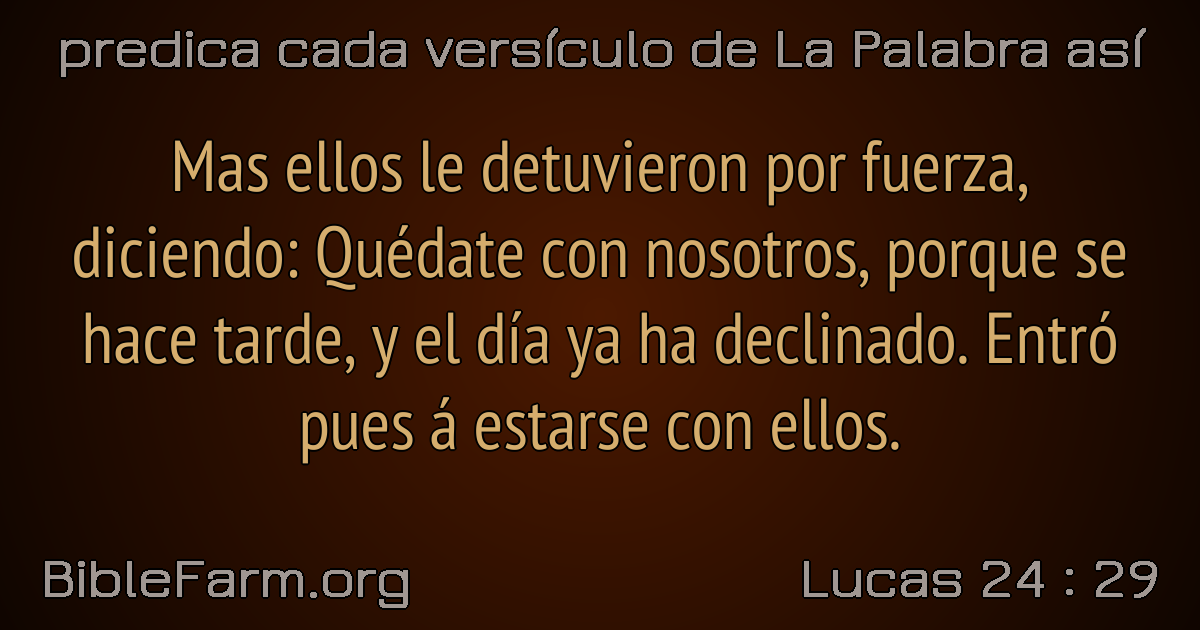 predica cada versículo de La Palabra así
Mas ellos le detuvieron por fuerza,
diciendo: Quédate con nosotros, porque se
hace tarde, y el día ya ha declinado. Entró
pues á estarse con ellos.
BibleFarm.org
Lucas 24 : 29